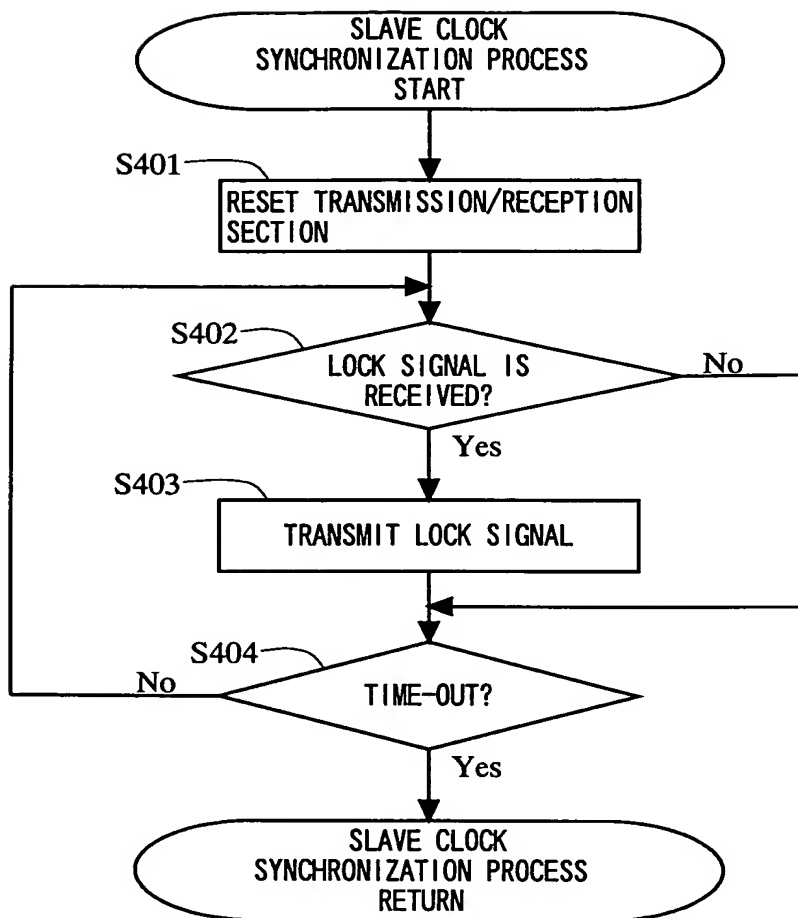 SLAVE CLOCK
SYNCHRONIZATION PROCESS
START
S401
RESET TRANSMISSION/RECEPTION
SECTION
S402
LOCK SIGNAL IS
RECEIVED?
No
Yes
S403
TRANSMIT LOCK SIGNAL
S404
No
TIME-OUT?
Yes
SLAVE CLOCK
SYNCHRONIZATION PROCESS
RETURN